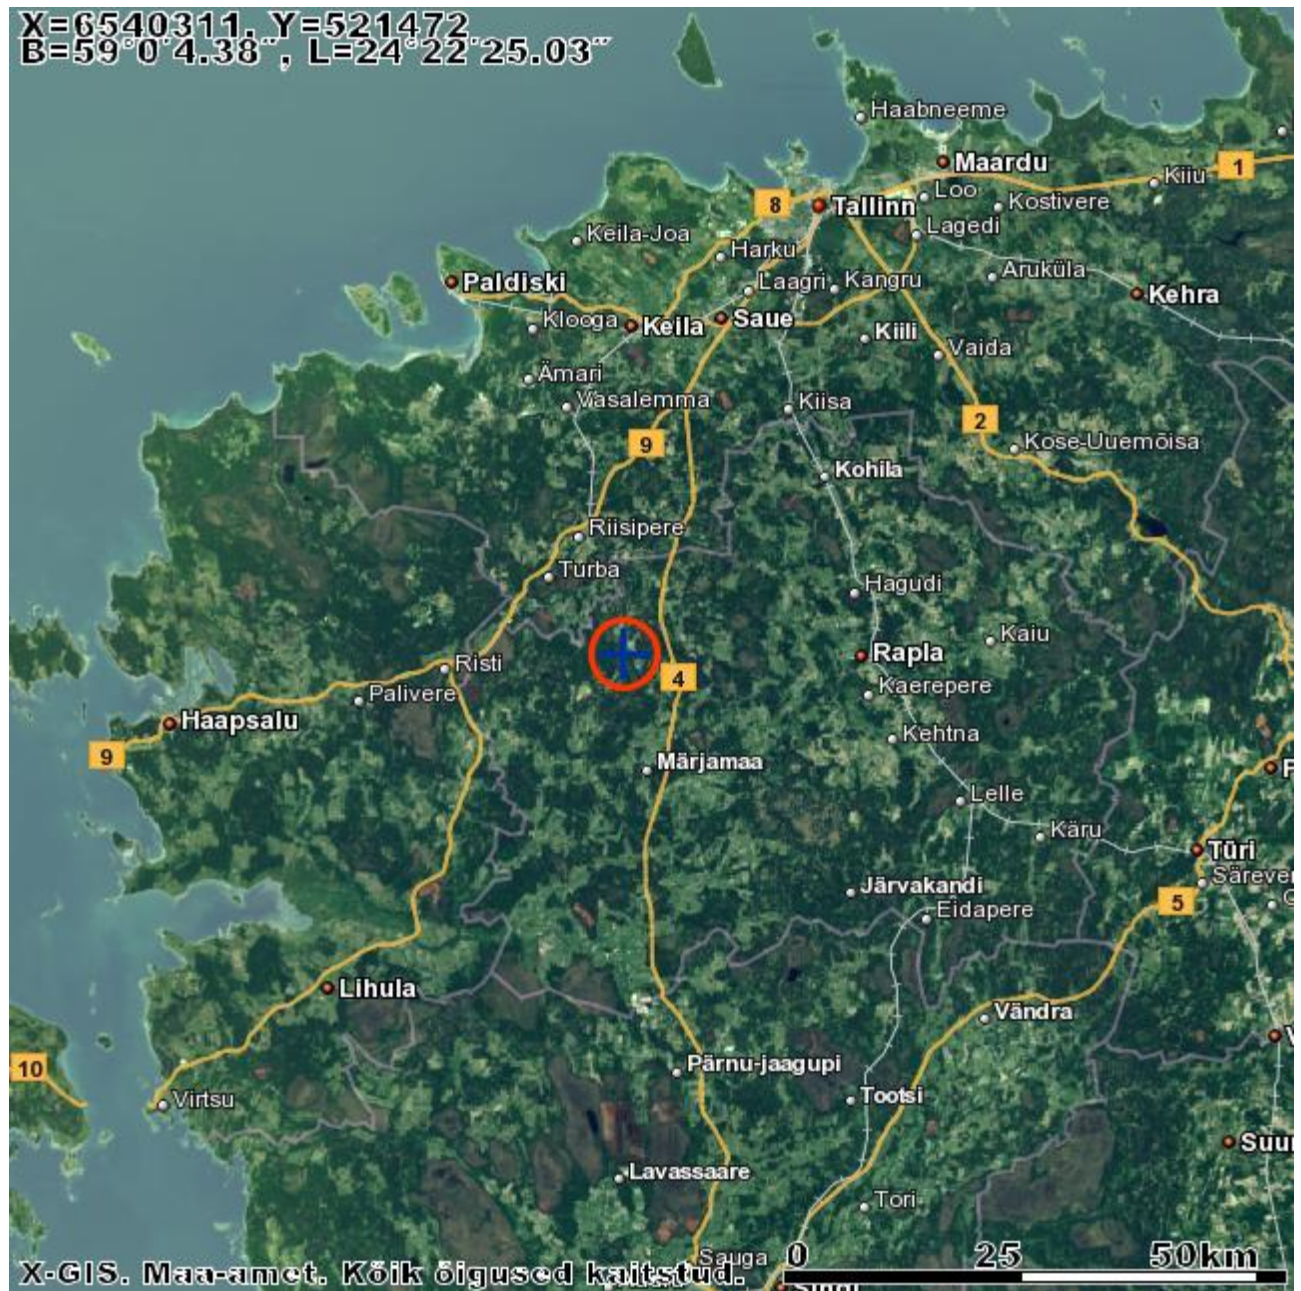 X=6540311, Y=521472
B=59°0'4.38", L=24°22'25.03"
Haabneeme
Maardu
1
Kiiu
Loo
8
Tallinn
Kostivere
Lagedi
Keila-Joa
Harku
Aruküla
Paldiski
Laagri
Kangru
Kehra
Klooga
Keila
Saue
Kiili
Vaida
Ämari
Vasalemma
Kiisa
2
9
Kose-Uuemõisa
Kohila
Riisipere
Turba
Hagudi
Kaiu
Rapla
Risti
4
Kaerepere
Palivere
Haapsalu
Kehtna
9
Märjamaa
Lelle
Käru
Türi
Järvakandi
5
Eidapere
Lihula
Vändra
10
Pärnu-jaagupi
Tootsi
Virtsu
Lavassaare
Tori
Sauga
0 25 50km
X-GIS. Maa-amet. Kõik õigused kaitstud.